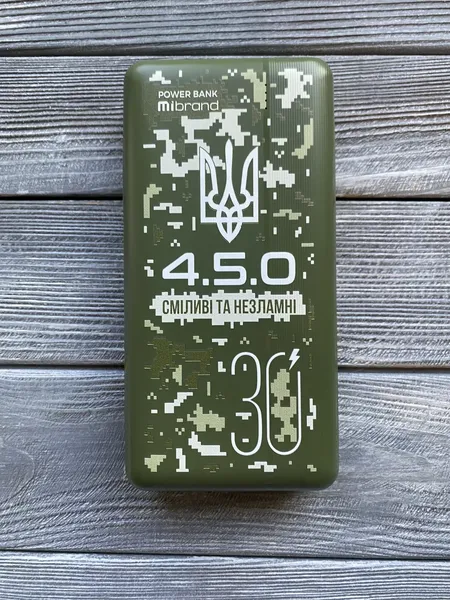 POWER BANK
mibrand
4.5.0
СМІЛИВІ ТА НЕЗЛАМНІ
30